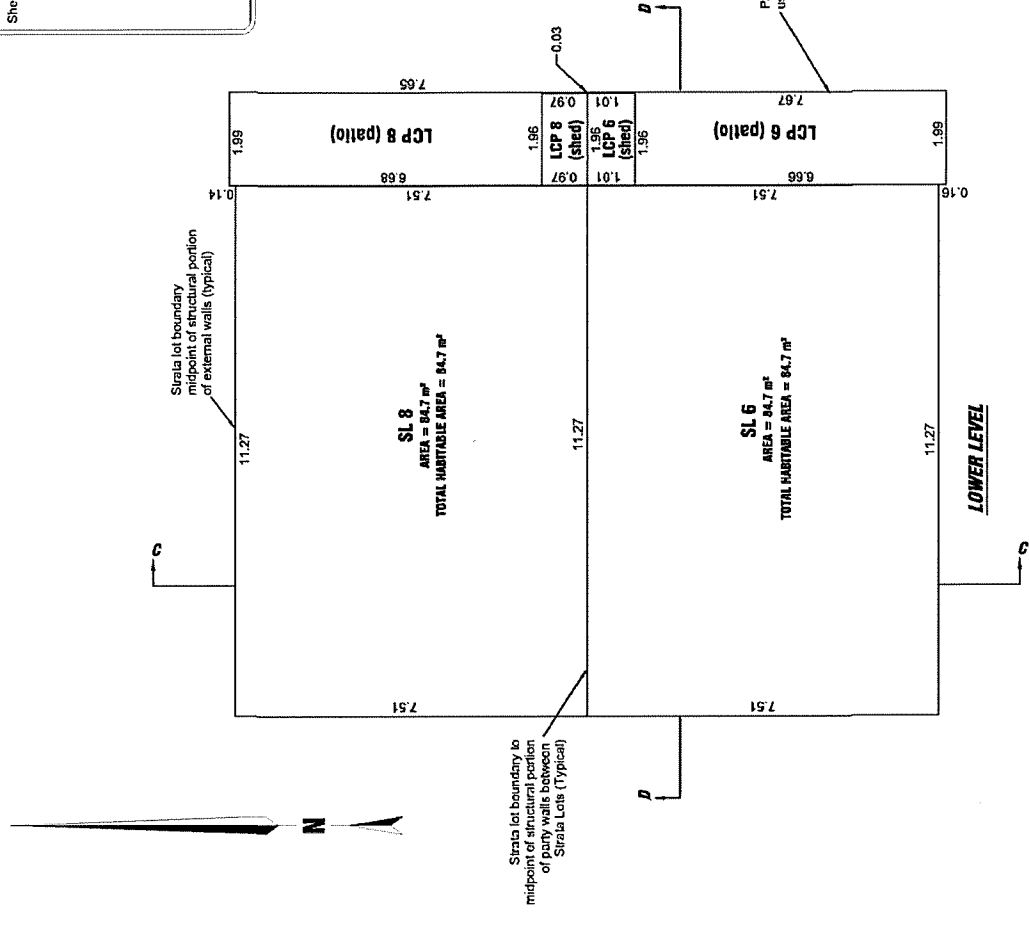 She
7.65
1.99
LCP 8 (patio)
6.68
0.14
7.51
1.96
0.97
LCP 8
(shed)
0.97
0.03
1.96
1.01
LCP 6
(shed)
1.01
1.96
7.67
LCP 6 (patio)
6.66
1.99
0.16
7.51
D
P
us
Strata lot boundary
midpoint of structural portion
of external walls (typical)
11.27
SL 8
AREA = 84.7 m²
TOTAL HABITABLE AREA = 84.7 m²
11.27
SL 6
AREA = 84.7 m²
TOTAL HABITABLE AREA = 84.7 m²
11.27
LOWER LEVEL
C
C
7.51
7.51
Strata lot boundary to
midpoint of structural portion
of party walls between
Strata Lots (Typical)
D
N